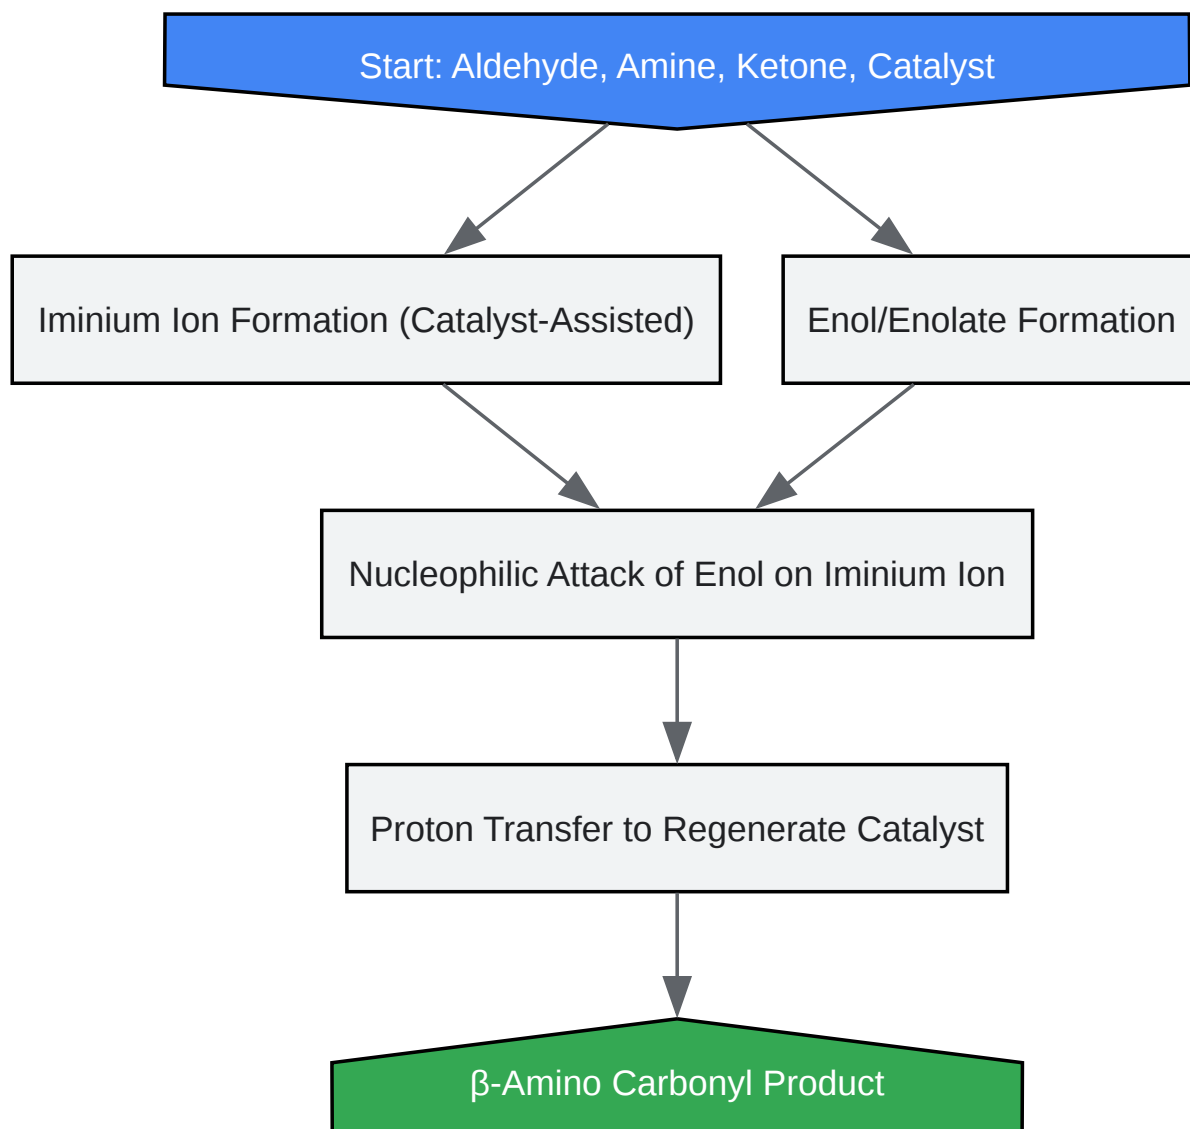 Start: Aldehyde, Amine, Ketone, Catalyst
Iminium Ion Formation (Catalyst-Assisted)
Enol/Enolate Formation
Nucleophilic Attack of Enol on Iminium Ion
Proton Transfer to Regenerate Catalyst
β-Amino Carbonyl Product